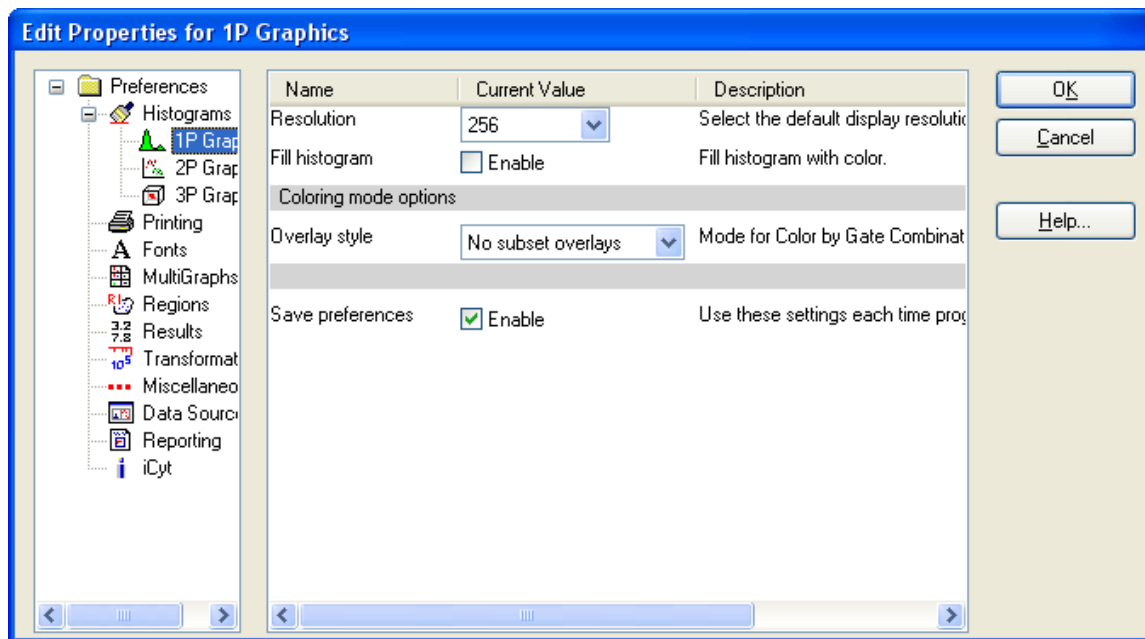 Edit Properties for 1P Graphics
Preferences
Histograms
1P Grap
2P Grap
3P Grap
Printing
Fonts
MultiGraphs
Regions
Results
Transformat
Miscellaneo
Data Sourc
Reporting
iCyt
Name Current Value Description
Resolution 256 Select the default display resolutio
Fill histogram Enable Fill histogram with color.
Coloring mode options
Overlay style No subset overlays Mode for Color by Gate Combinat
Save preferences Enable Use these settings each time prog
OK
Cancel
Help...